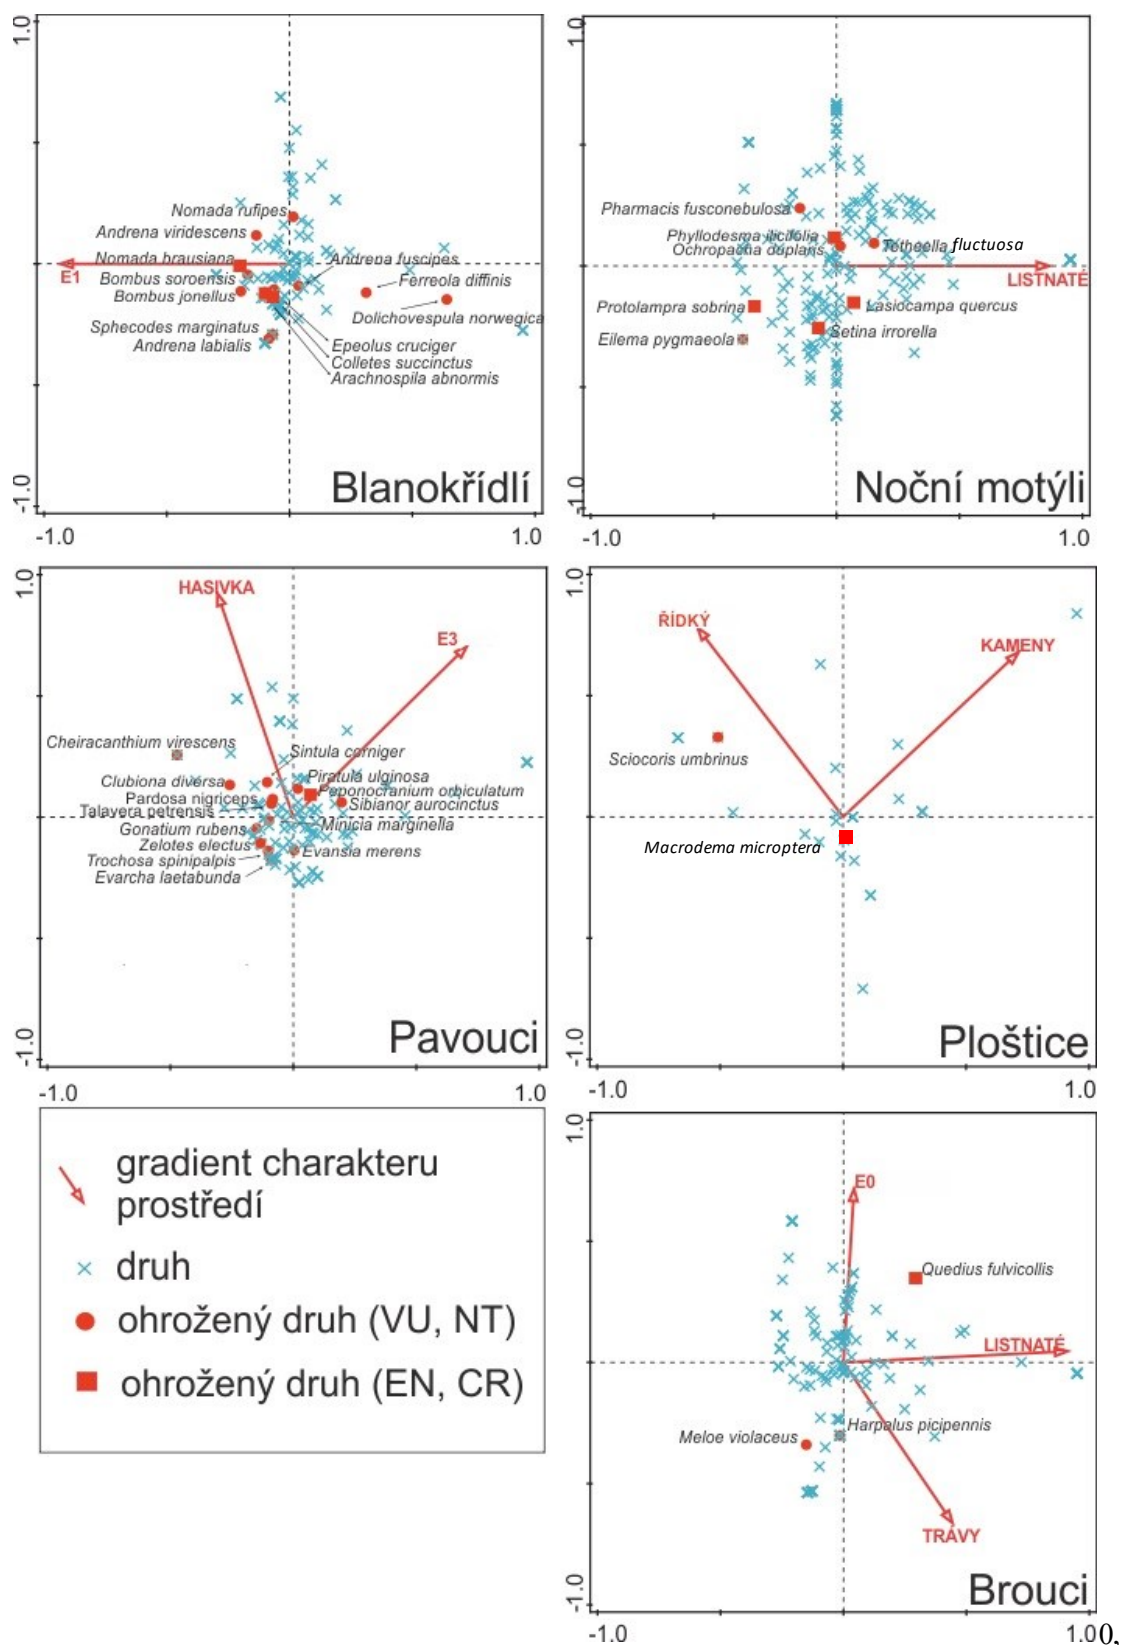 1.0
Nomada rufipes
Andrena viridescens
Nomada brausiana
Andrena fuscipes
E1
Bombus soroensis
Ferreola diffinis
Bombus jonellus
Dolichovespula norwegica
Sphecodes marginatus
Epeolus cruciger
Andrena labialis
Colletes succinctus
Arachnospila abnormis
Blanokřídlí
-1.0
-1.0
1.0
1.0
Pharmacis fusconebulosa
Phyllodesma ilicifolia
Ochropacha duplaris
Tetheella fluctuosa
LISTNATÉ
Protolampra sobrina
Lasiocampa quercus
Eilema pygmaeola
Setina irrorella
Noční motýli
-1.0
-1.0
1.0
1.0
HASIVKA
E3
Cheiracanthium virescens
Sintula corniger
Clubiona diversa
Piratula ulginosa
Peponocranium orbiculatum
Pardosa nigriceps
Sibianor aurocinctus
Talavera petrensis
Gonatium rubens
Minicia marginella
Zelotes electus
Evansia merens
Trochosa spinipalpis
Evarcha laetabunda
Pavouci
-1.0
-1.0
1.0
1.0
ŘÍDKÝ
KAMENY
Sciocoris umbrinus
Macrodema microptera
Ploštice
-1.0
-1.0
1.0
gradient charakteru
prostředí
druh
ohrožený druh (VU, NT)
ohrožený druh (EN, CR)
1.0
E0
Quedius fulvicollis
LISTNATÉ
Harpalus picipennis
Meloe violaceus
TRÁVY
Brouci
-1.0
-1.0
1.0
0,